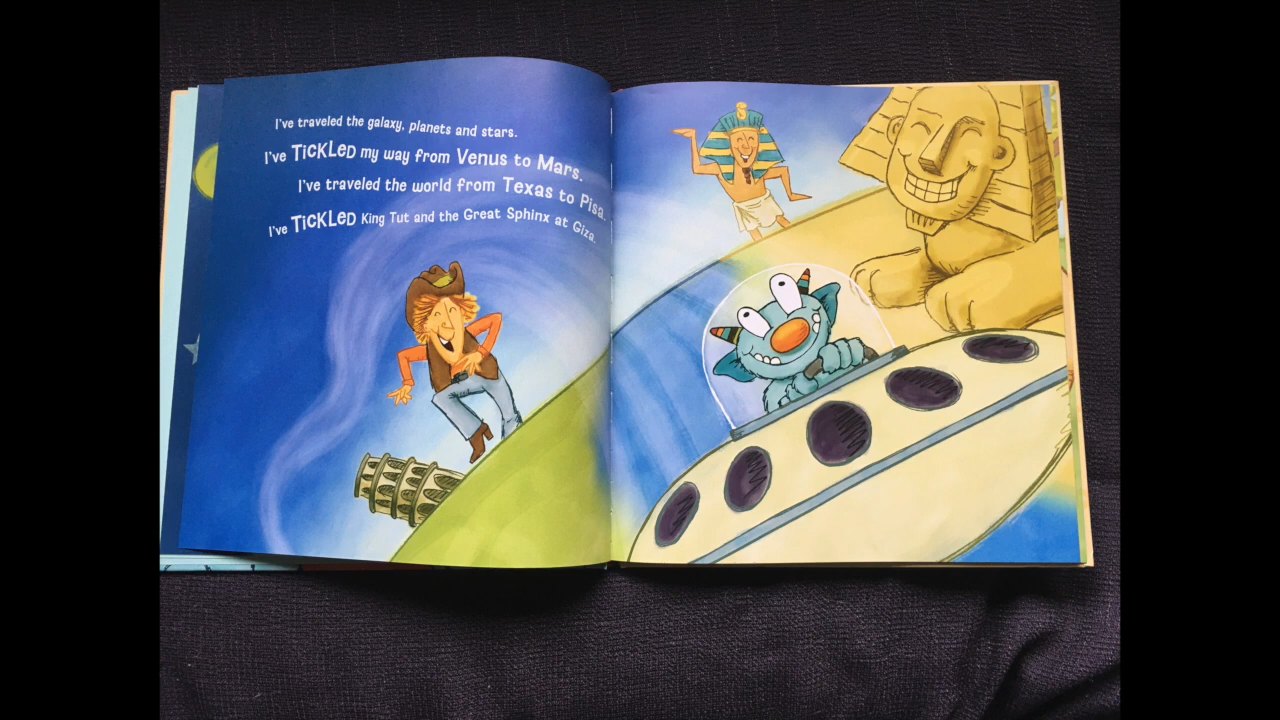 I've traveled the galaxy, planets and stars.
I've TiCKLeD my way from Venus to Mars.
I've traveled the world from Texas to Pisa.
I've TiCKLeD King Tut and the Great Sphinx at Giza.